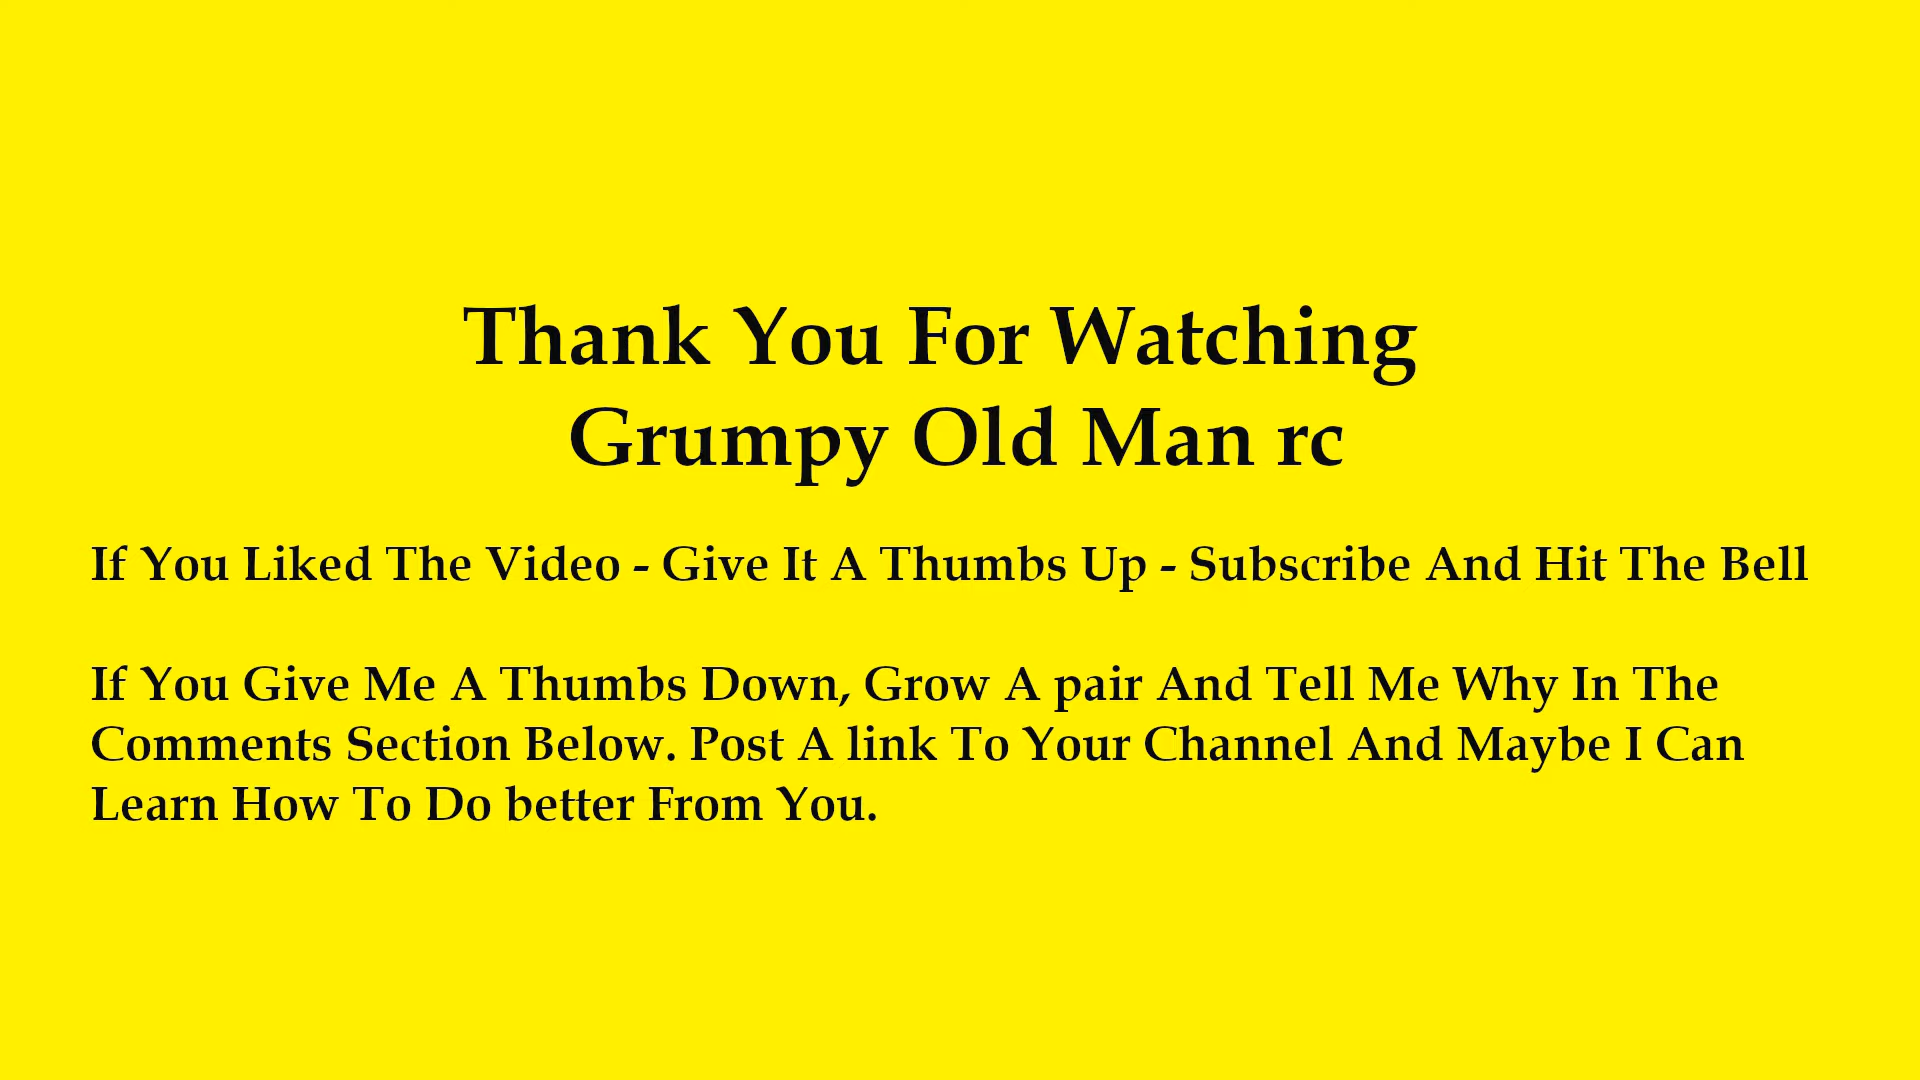 Thank You For Watching
Grumpy Old Man rc
If You Liked The Video - Give It A Thumbs Up - Subscribe And Hit The Bell
If You Give Me A Thumbs Down, Grow A pair And Tell Me Why In The
Comments Section Below. Post A link To Your Channel And Maybe I Can
Learn How To Do better From You.